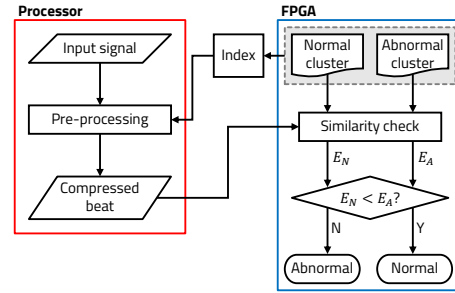 Processor
FPGA
Input signal
Index
Normal
cluster
Abnormal
cluster
Pre-processing
Similarity check
E_N
E_A
Compressed
beat
E_N < E_A?
N
Y
Abnormal
Normal